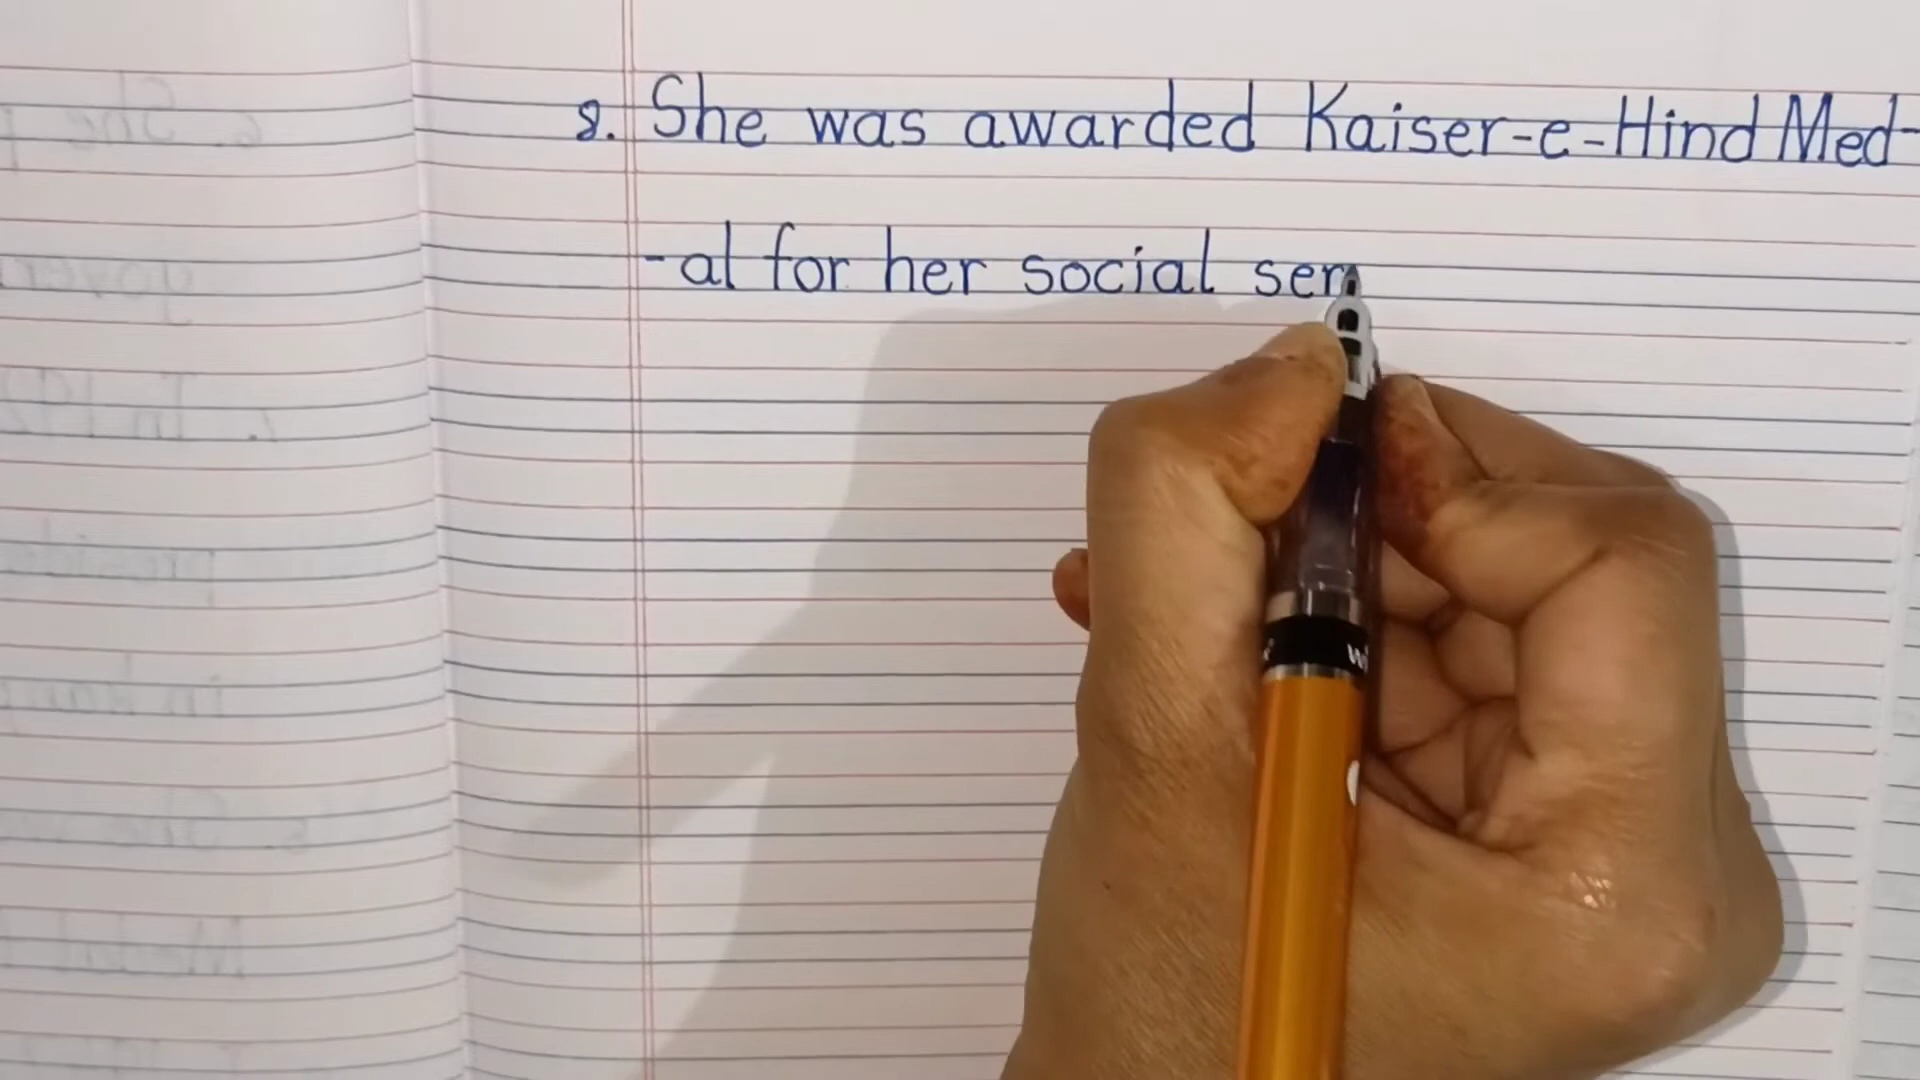 8. She was awarded Kaiser-e-Hind Med-
-al for her social ser